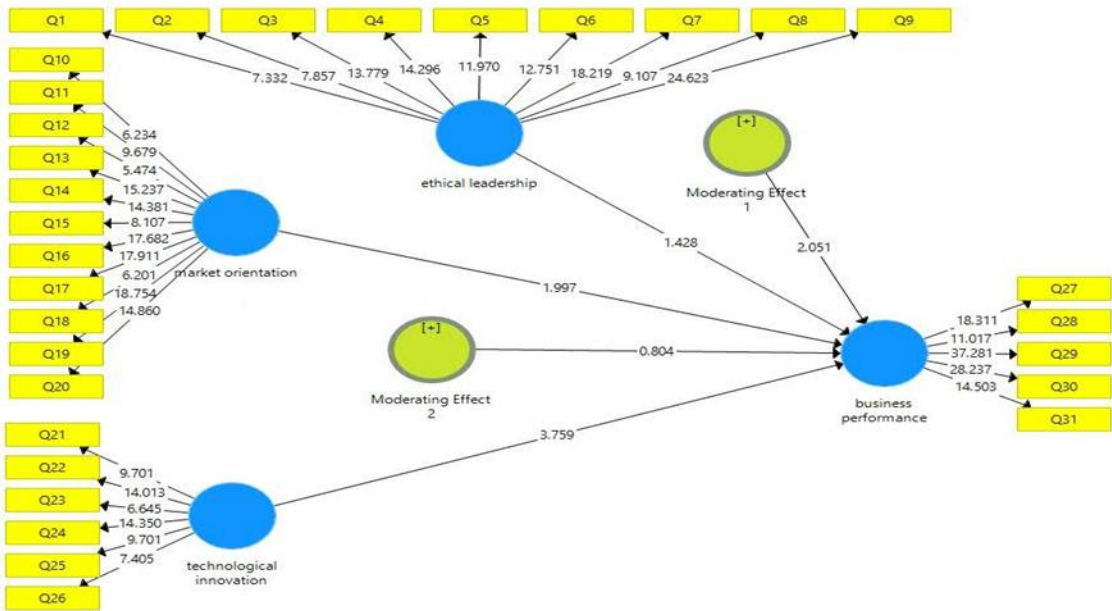 Q1
Q2
Q3
Q4
Q5
Q6
Q7
Q8
Q9
7.332
7.857
13.779
14.296
11.970
12.751
18.219
9.107
24.623
ethical leadership
Q10
Q11
Q12
Q13
Q14
Q15
Q16
Q17
Q18
Q19
Q20
6.234
9.679
5.474
15.237
14.381
8.107
17.682
17.911
6.201
18.754
14.860
market orientation
[+]
Moderating Effect
1
1.428
2.051
1.997
[+]
Moderating Effect
2
0.804
3.759
business
performance
18.311
11.017
37.281
28.237
14.503
Q27
Q28
Q29
Q30
Q31
Q21
Q22
Q23
Q24
Q25
Q26
9.701
14.013
6.645
14.350
9.701
7.405
technological
innovation